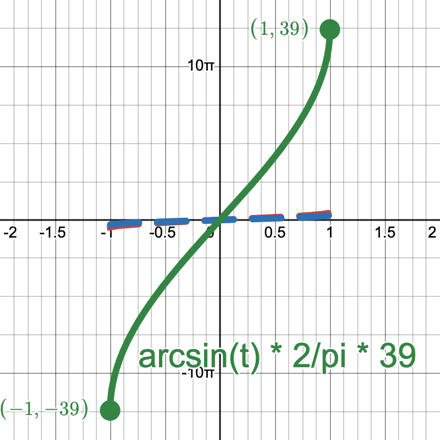 (1, 39)
10π
-2 -1.5 -1 -0.5 0 0.5 1 1.5 2
arcsin(t) * 2/pi * 39
-10π
(−1, −39)